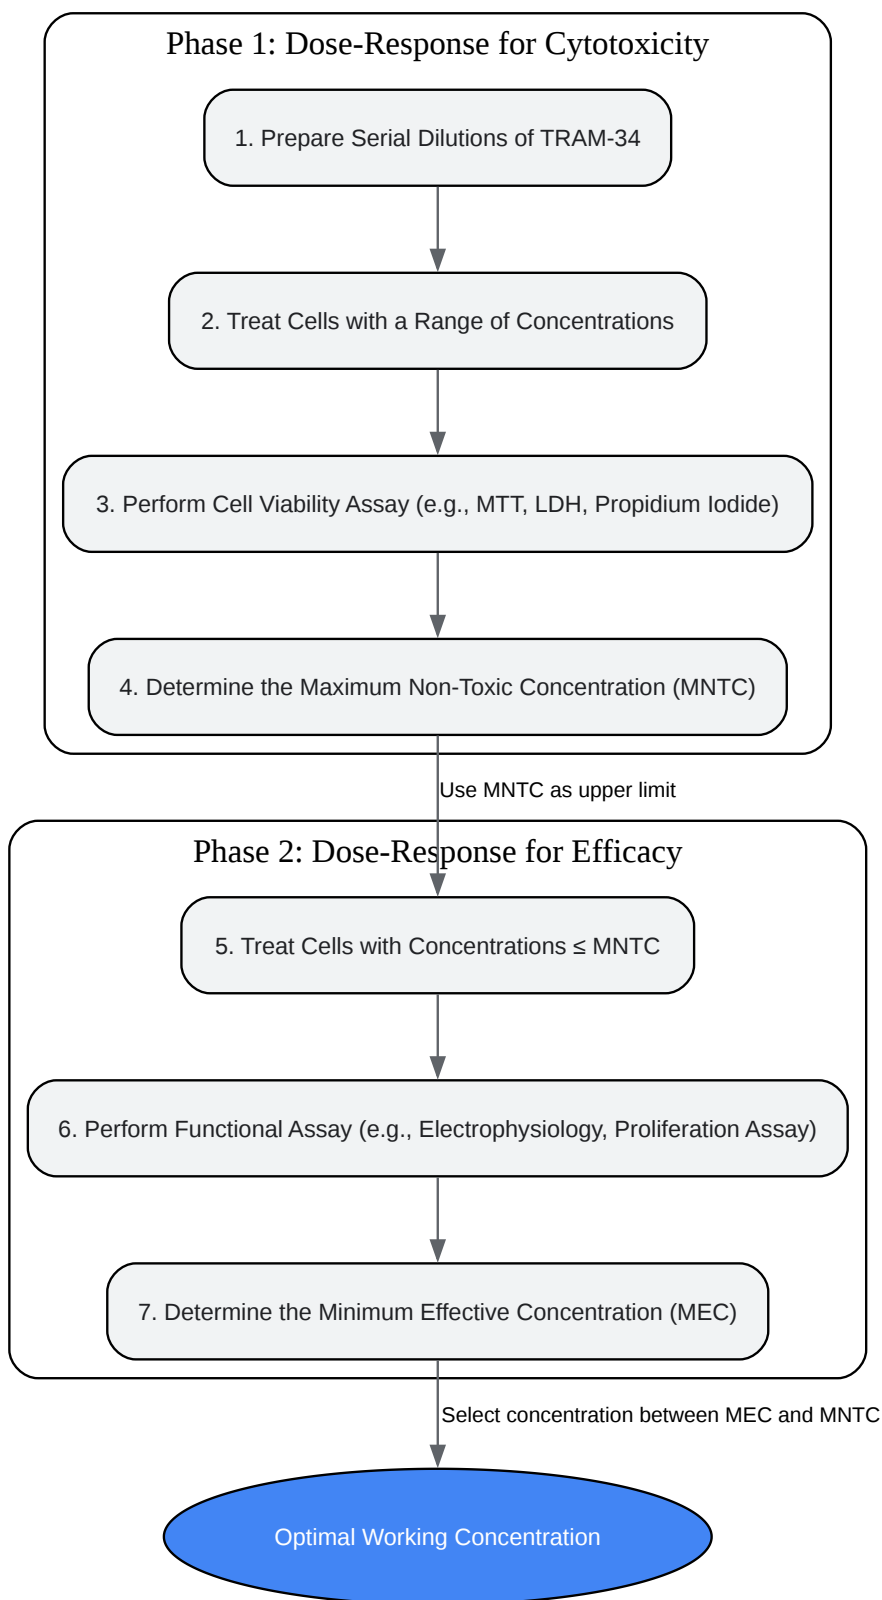 Phase 1: Dose-Response for Cytotoxicity
1. Prepare Serial Dilutions of TRAM-34
2. Treat Cells with a Range of Concentrations
3. Perform Cell Viability Assay (e.g., MTT, LDH, Propidium Iodide)
4. Determine the Maximum Non-Toxic Concentration (MNTC)
Use MNTC as upper limit
Phase 2: Dose-Response for Efficacy
5. Treat Cells with Concentrations ≤ MNTC
6. Perform Functional Assay (e.g., Electrophysiology, Proliferation Assay)
7. Determine the Minimum Effective Concentration (MEC)
Select concentration between MEC and MNTC
Optimal Working Concentration